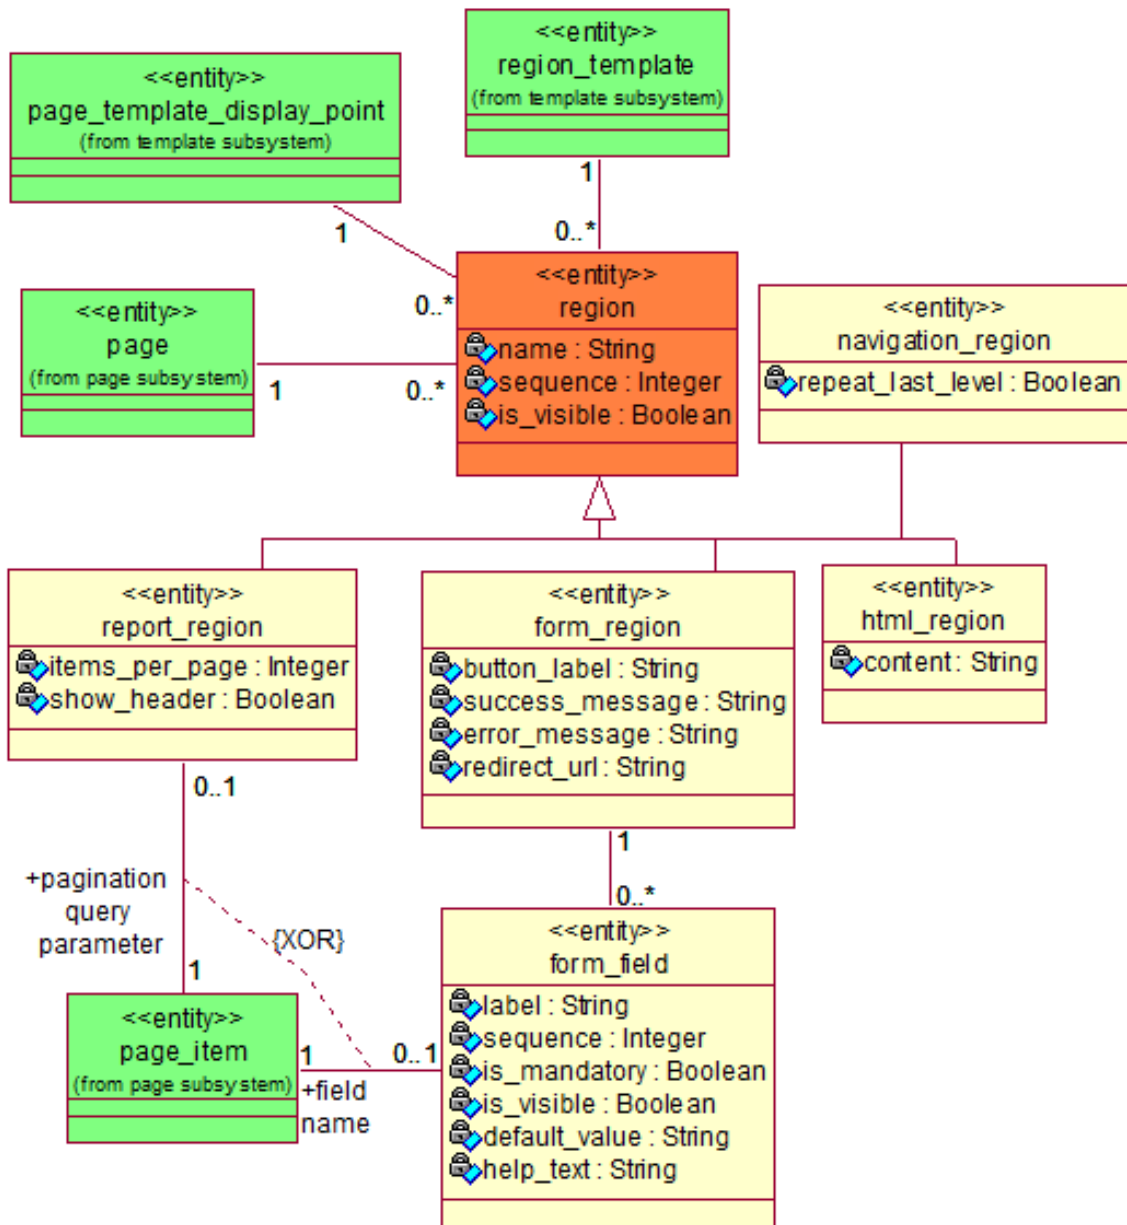 <<entity>>
region_template
(from template subsystem)
<<entity>>
page_template_display_point
(from template subsystem)
1
1
0..*
<<entity>>
region
name : String
sequence : Integer
is_visible : Boolean
0..*
<<entity>>
page
(from page subsystem)
1
0..*
<<entity>>
navigation_region
repeat_last_level : Boolean
<<entity>>
report_region
items_per_page : Integer
show_header : Boolean
<<entity>>
form_region
button_label : String
success_message : String
error_message : String
redirect_url : String
<<entity>>
html_region
content : String
0..1
1
0..*
+pagination
query
parameter
{XOR}
1
<<entity>>
page_item
(from page subsystem)
1
0..1
+field
name
<<entity>>
form_field
label : String
sequence : Integer
is_mandatory : Boolean
is_visible : Boolean
default_value : String
help_text : String